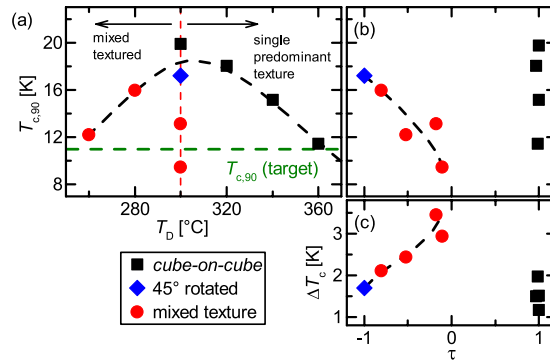 (a)
mixed textured
single predominant texture
T_c,90 [K]
20
16
12
8
T_c,90 (target)
280
320
360
T_D [°C]
cube-on-cube
45° rotated
mixed texture
(b)
(c)
ΔT_c [K]
3
2
1
-1
0
1
τ